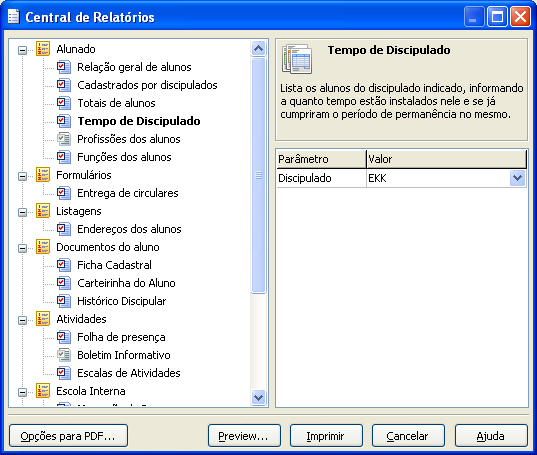 Central de Relatórios
Alunado
Relação geral de alunos
Cadastrados por discipulados
Totais de alunos
Tempo de Discipulado
Profissões dos alunos
Funções dos alunos
Formulários
Entrega de circulares
Listagens
Endereços dos alunos
Documentos do aluno
Ficha Cadastral
Carteirinha do Aluno
Histórico Discipular
Atividades
Folha de presença
Boletim Informativo
Escalas de Atividades
Escola Interna
Tempo de Discipulado
Lista os alunos do discipulado indicado, informando
a quanto tempo estão instalados nele e se já
cumpriram o período de permanência no mesmo.
Parâmetro Valor
Discipulado EKK
Opções para PDF... Preview... Imprimir Cancelar Ajuda